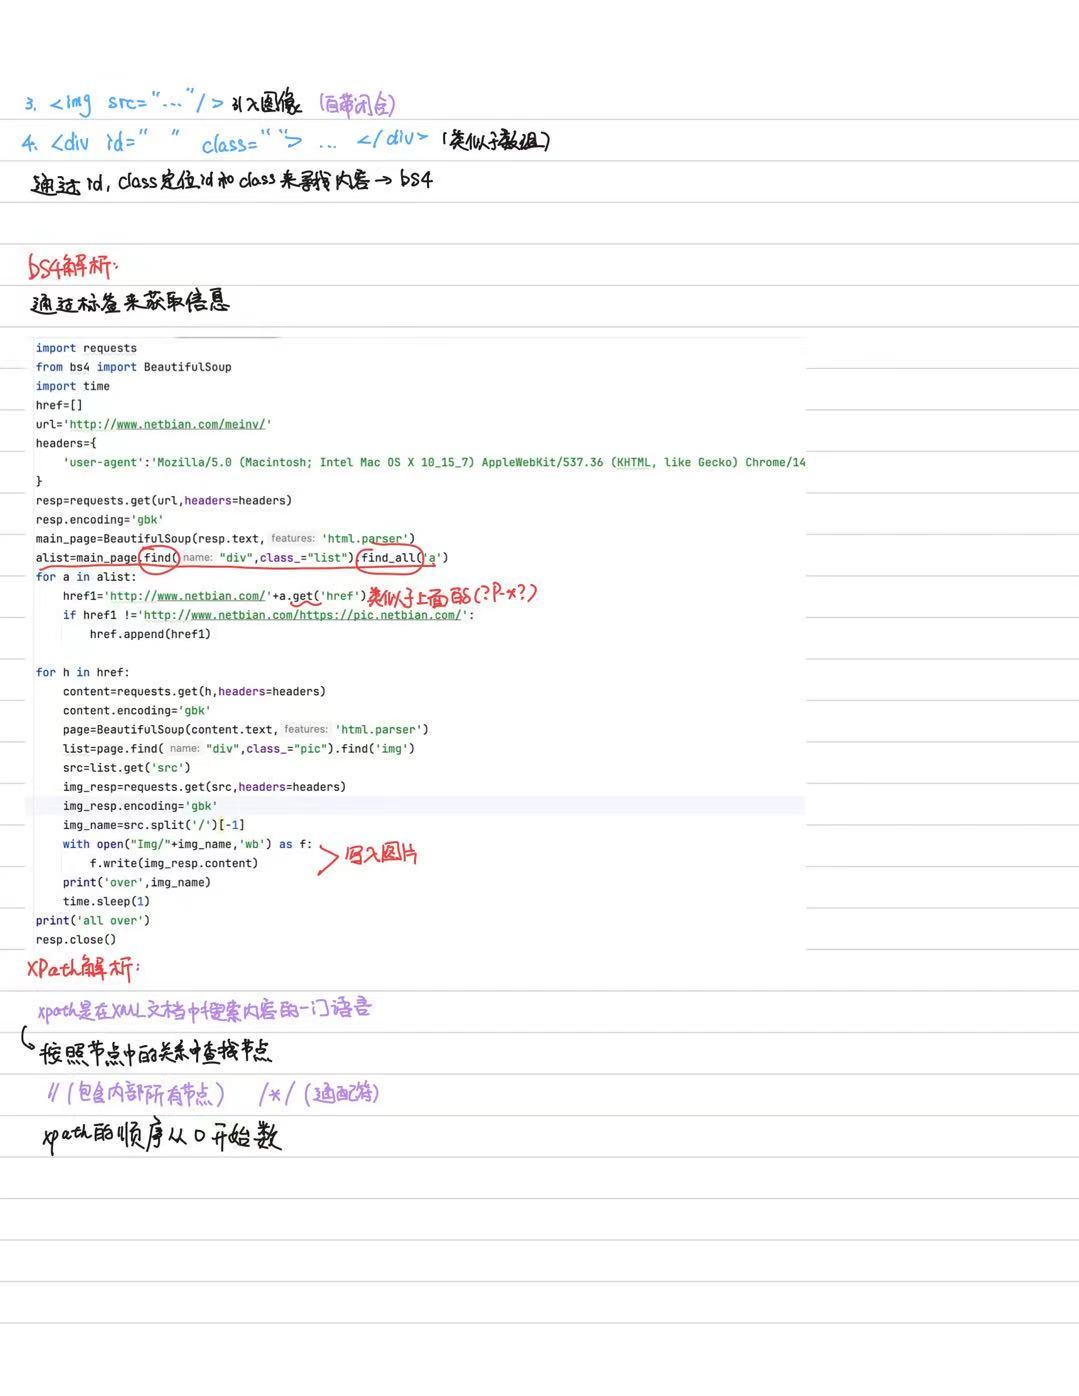 3. <img src="..."/> 引入图像 (自带闭合)
4. <div id=" " class=" "> ... </div> (类似于数组)
通过id, class定位id和class来寻找内容→bs4
bs4解析:
通过标签来获取信息
import requests
from bs4 import BeautifulSoup
import time
href=[]
url='http://www.netbian.com/meinv/'
headers={
'user-agent':'Mozilla/5.0 (Macintosh; Intel Mac OS X 10_15_7) AppleWebKit/537.36 (KHTML, like Gecko) Chrome/14
}
resp=requests.get(url,headers=headers)
resp.encoding='gbk'
main_page=BeautifulSoup(resp.text, features: 'html.parser')
alist=main_page.find( name: "div",class_="list").find_all('a')
for a in alist:
href1='http://www.netbian.com/'+a.get('href') 类似于上面的(?P-x?)
if href1 !='http://www.netbian.com/https://pic.netbian.com/':
href.append(href1)
for h in href:
content=requests.get(h,headers=headers)
content.encoding='gbk'
page=BeautifulSoup(content.text, features: 'html.parser')
list=page.find( name: "div",class_="pic").find('img')
src=list.get('src')
img_resp=requests.get(src,headers=headers)
img_resp.encoding='gbk'
img_name=src.split('/')[-1]
with open("Img/"+img_name,'wb') as f:
f.write(img_resp.content) 写入图片
print('over',img_name)
time.sleep(1)
print('all over')
resp.close()
XPath解析:
xpath是在XML文档中搜索内容的一门语言
按照节点中的关系中查找节点
// (包含内部所有节点) /*/ (通配符)
xpath的顺序从0开始数